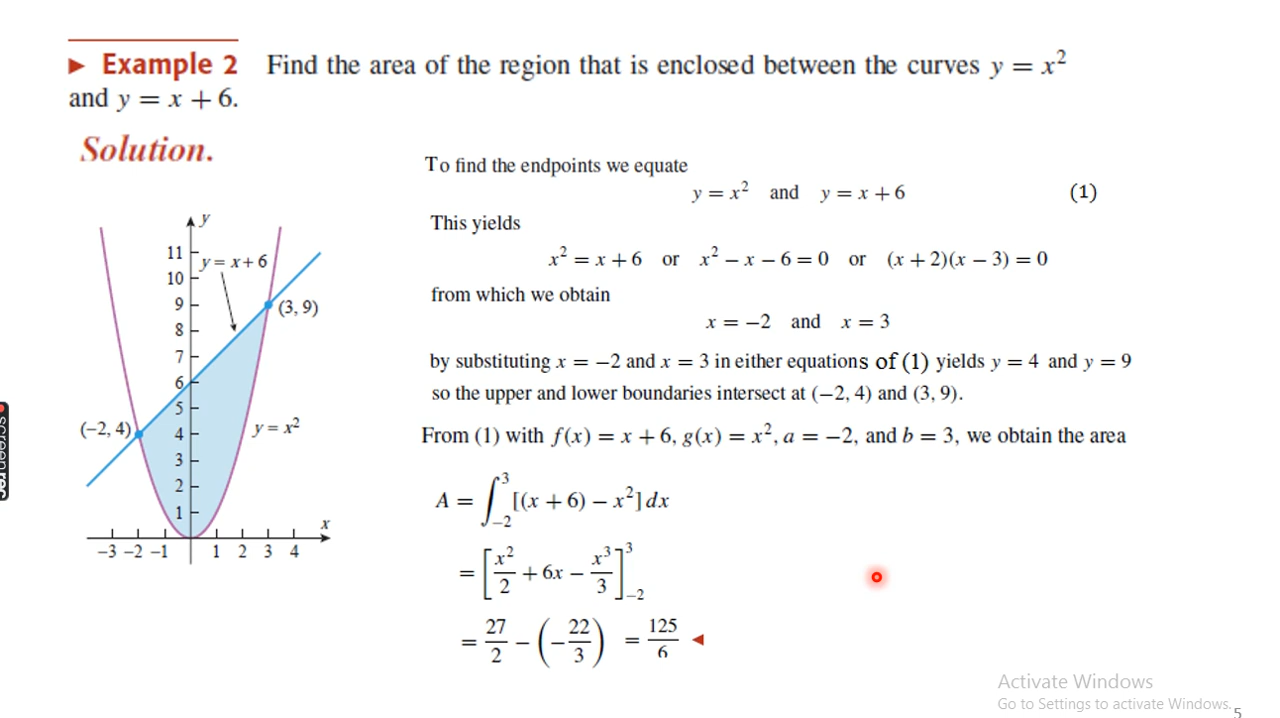 ► Example 2 Find the area of the region that is enclosed between the curves y = x²
and y = x + 6.
Solution.
To find the endpoints we equate
y = x² and y = x + 6 (1)
This yields
x² = x + 6 or x² − x − 6 = 0 or (x + 2)(x − 3) = 0
from which we obtain
x = −2 and x = 3
by substituting x = −2 and x = 3 in either equations of (1) yields y = 4 and y = 9
so the upper and lower boundaries intersect at (−2, 4) and (3, 9).
From (1) with f(x) = x + 6, g(x) = x², a = −2, and b = 3, we obtain the area
A = ∫₋₂³ [(x + 6) − x²] dx
= [x²/2 + 6x − x³/3]₋₂³
= 27/2 − (−22/3) = 125/6 ◄
y
11
y = x + 6
10
9
(3, 9)
8
7
6
5
(−2, 4)
4
y = x²
3
2
1
x
−3 −2 −1 1 2 3 4
screenrec
Activate Windows
Go to Settings to activate Windows.
5